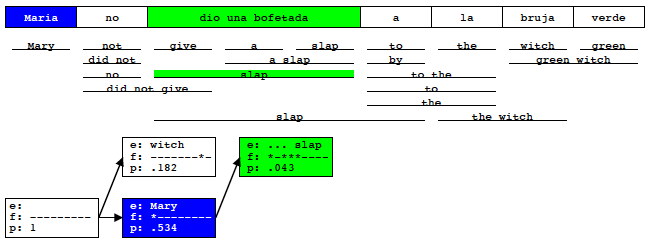 Maria no dio una bofetada a la bruja verde
Mary not give a slap to the witch green
did not a slap by green witch
no slap to the
did not give to
the
slap the witch
e: witch
f: -------*-
p: .182
e: ... slap
f: *-***----
p: .043
e:
f: ---------
p: 1
e: Mary
f: *--------
p: .534